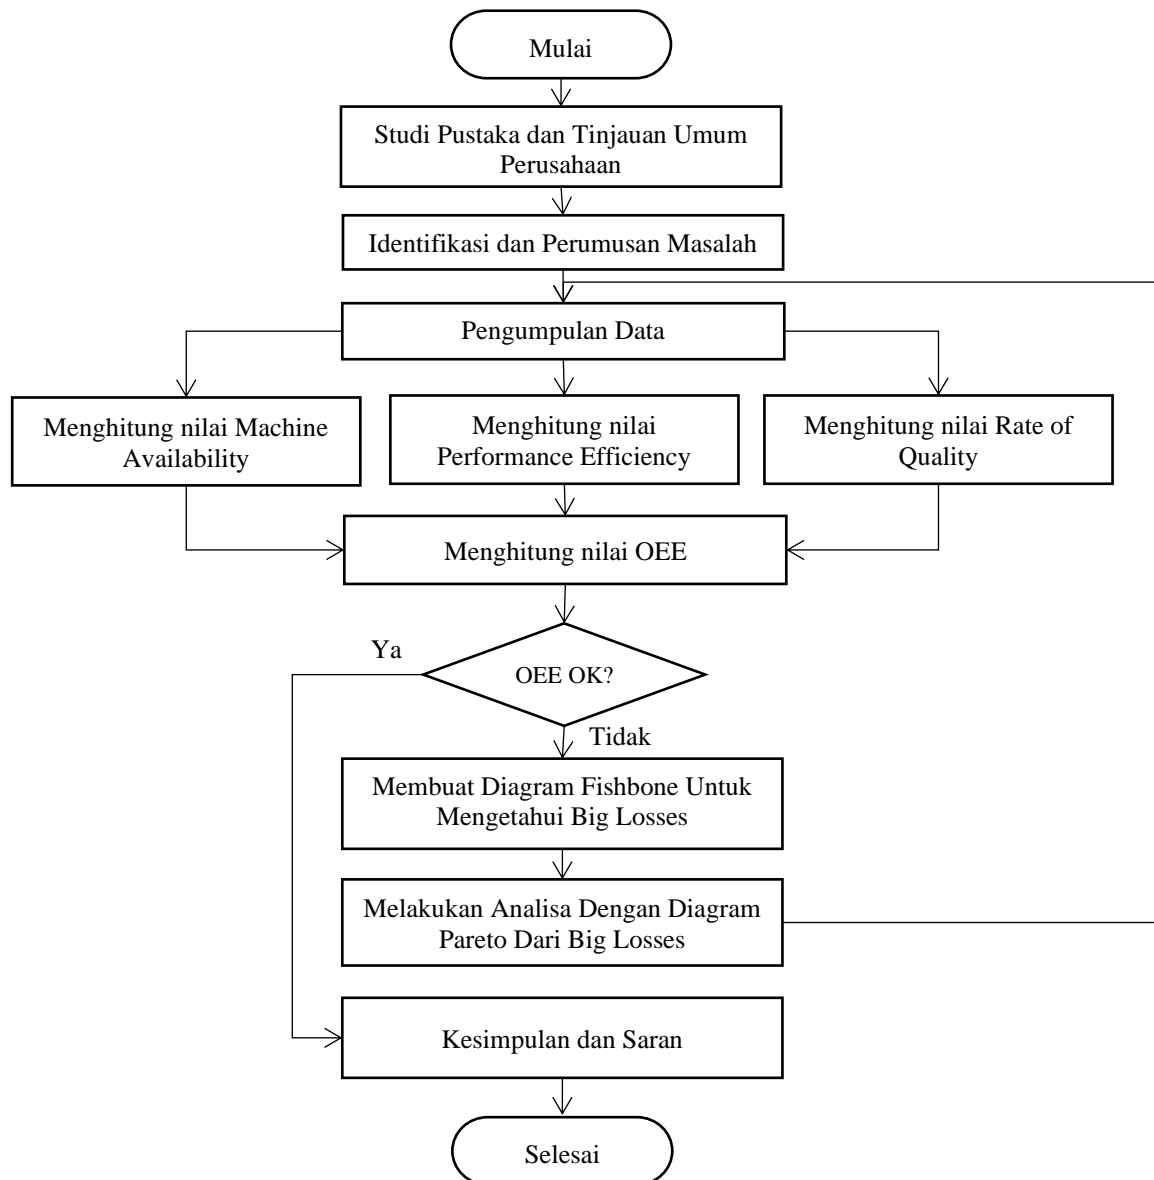 Mulai
Studi Pustaka dan Tinjauan Umum
Perusahaan
Identifikasi dan Perumusan Masalah
Pengumpulan Data
Menghitung nilai Machine
Availability
Menghitung nilai
Performance Efficiency
Menghitung nilai Rate of
Quality
Menghitung nilai OEE
Ya
OEE OK?
Tidak
Membuat Diagram Fishbone Untuk
Mengetahui Big Losses
Melakukan Analisa Dengan Diagram
Pareto Dari Big Losses
Kesimpulan dan Saran
Selesai